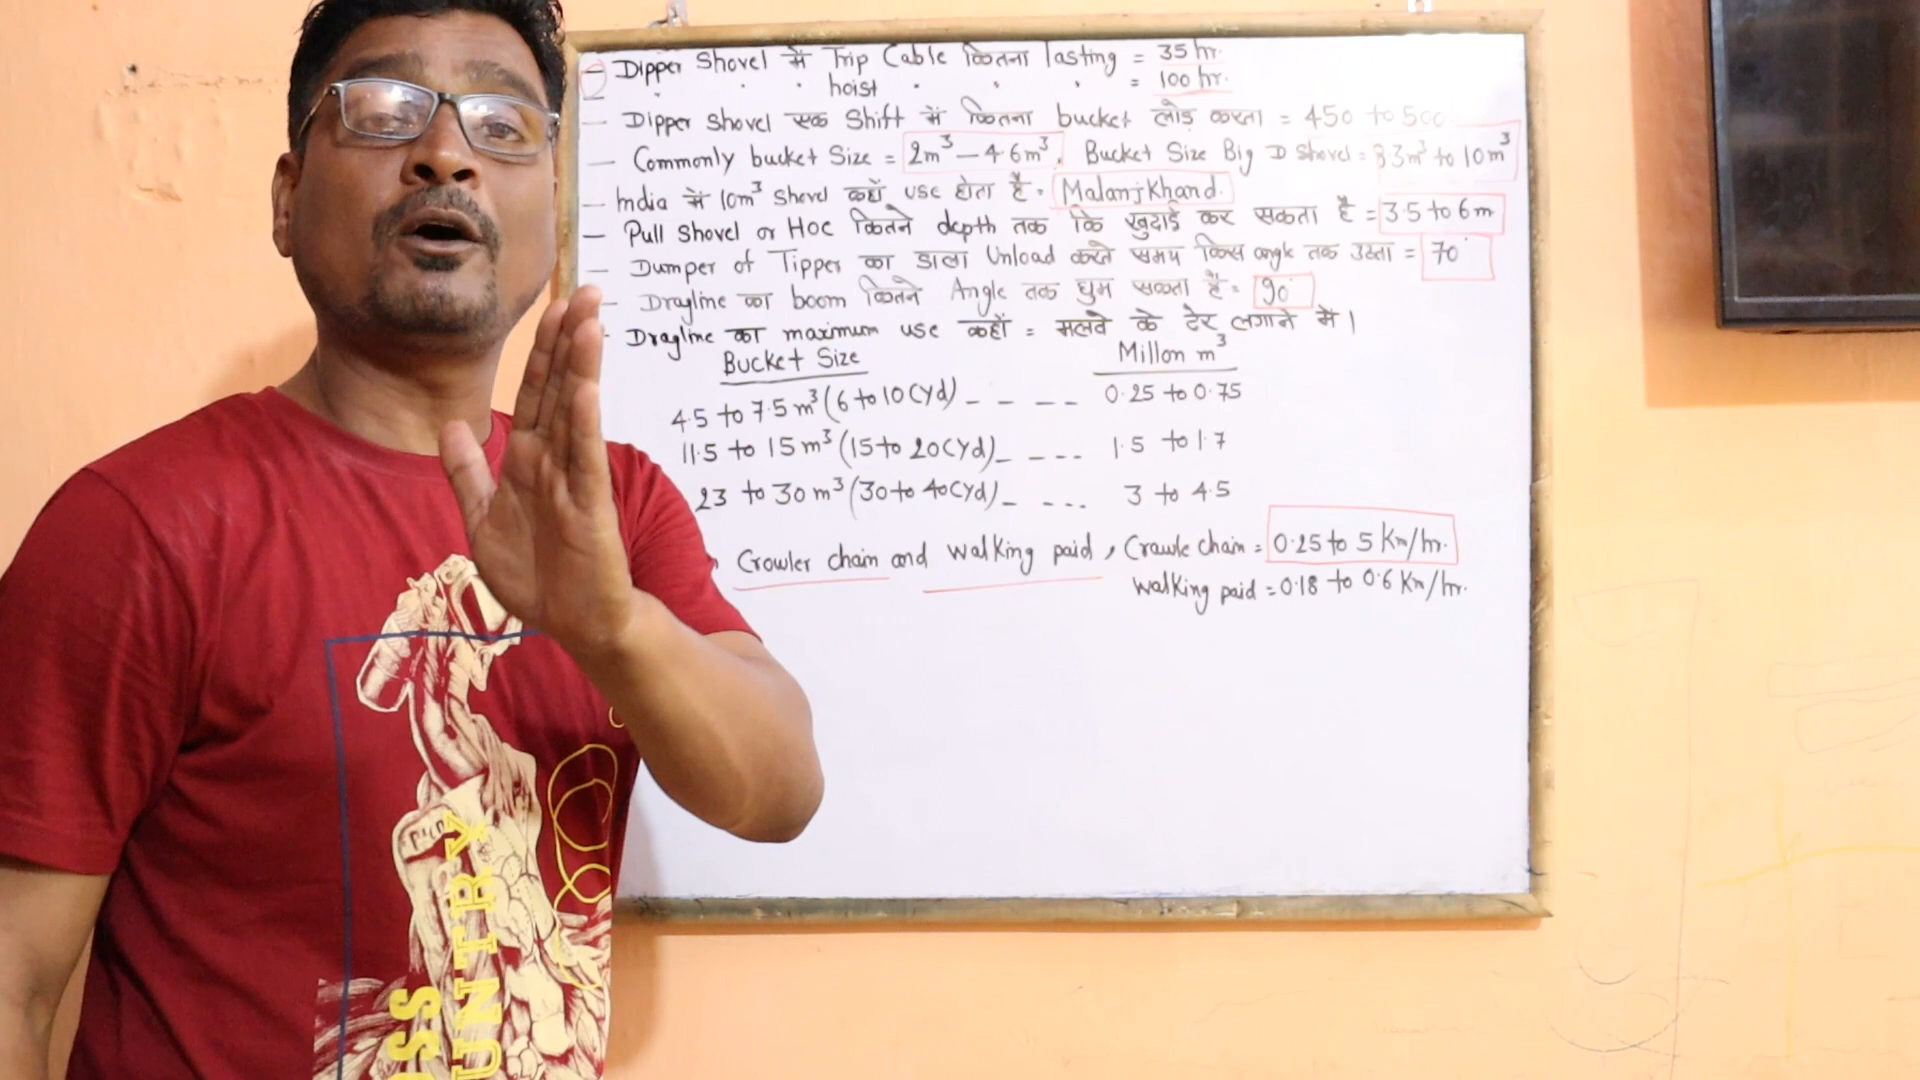 – Dipper Shovel में Trip Cable कितना lasting = 35 hr.
– " " " hoist " " " = 100 hr.
– Dipper Shovel एक Shift में कितना bucket लोड करता = 450 to 500
– Commonly bucket Size = 2m³ – 4.6m³. Bucket Size Big D Shovel = 3m³ to 10m³
– India में 10m³ Shovel कहाँ use होता है = Malanjkhand.
– Pull Shovel or Hoe कितने depth तक कि खुदाई कर सकता है = 3.5 to 6m
– Dumper of Tipper का डाला Unload करते समय किस angle तक उठता = 70°
– Dragline का boom कितने Angle तक घुम सकता है = 90°
– Dragline का maximum use कहाँ = मलवे के ढेर लगाने में।
Bucket Size Millon m³
4.5 to 7.5 m³ (6 to 10 Cyd) – – – – 0.25 to 0.75
11.5 to 15 m³ (15 to 20 Cyd) – – – – 1.5 to 1.7
23 to 30 m³ (30 to 40 Cyd) – – – – 3 to 4.5
Crowler chain and walking paid, Crawle chain = 0.25 to 5 Km/hr.
walking paid = 0.18 to 0.6 Km/hr.
OSS
UNTRY